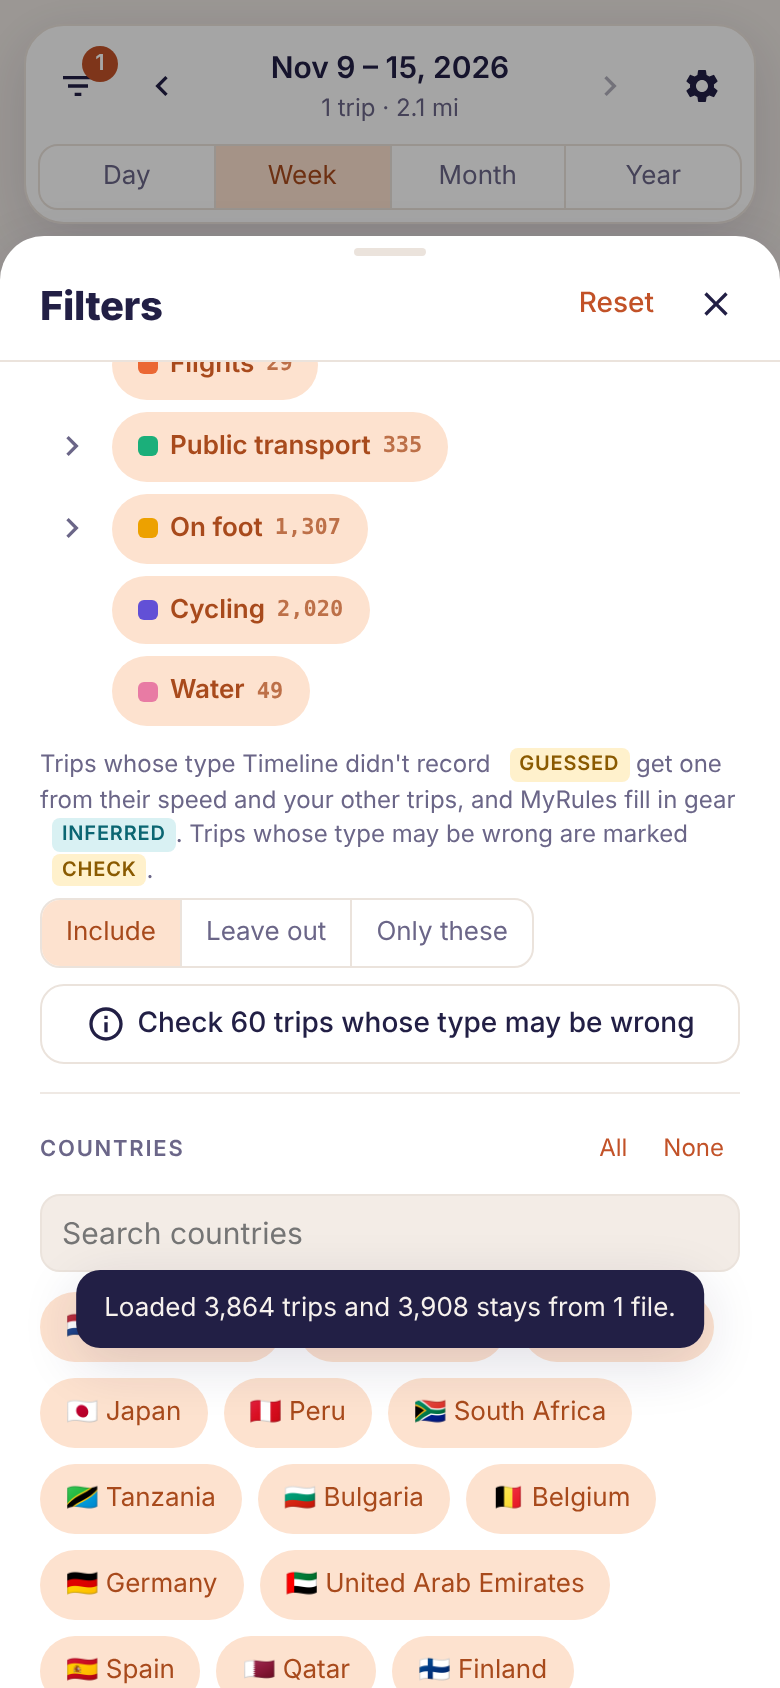 1
Nov 9 – 15, 2026
1 trip · 2.1 mi
Day Week Month Year
Filters
Reset
Flights 29
Public transport 335
On foot 1,307
Cycling 2,020
Water 49
Trips whose type Timeline didn't record GUESSED get one
from their speed and your other trips, and MyRules fill in gear
INFERRED. Trips whose type may be wrong are marked
CHECK.
Include Leave out Only these
Check 60 trips whose type may be wrong
COUNTRIES All None
Search countries
Loaded 3,864 trips and 3,908 stays from 1 file.
Japan Peru South Africa
Tanzania Bulgaria Belgium
Germany United Arab Emirates
Spain Qatar Finland